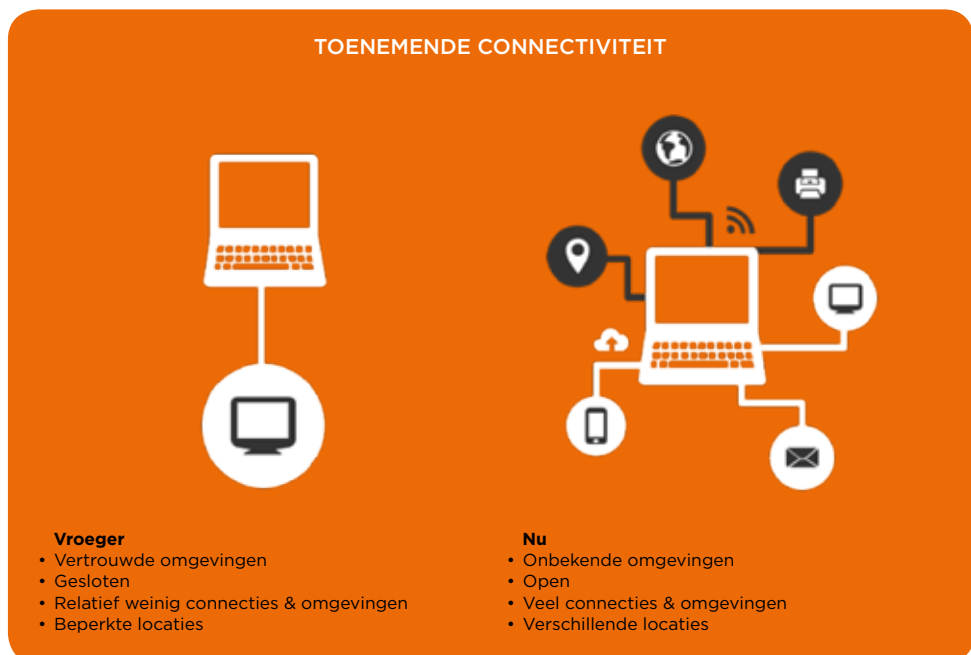 TOENEMENDE CONNECTIVITEIT
Vroeger
• Vertrouwde omgevingen
• Gesloten
• Relatief weinig connecties & omgevingen
• Beperkte locaties
Nu
• Onbekende omgevingen
• Open
• Veel connecties & omgevingen
• Verschillende locaties